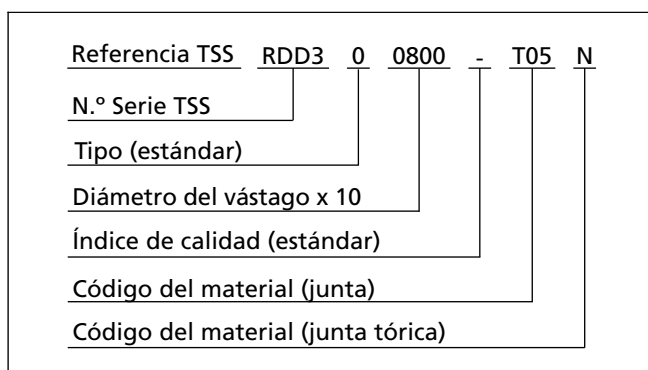 Referencia TSS RDD3 0 0800 - T05 N
N.º Serie TSS
Tipo (estándar)
Diámetro del vástago x 10
Índice de calidad (estándar)
Código del material (junta)
Código del material (junta tórica)